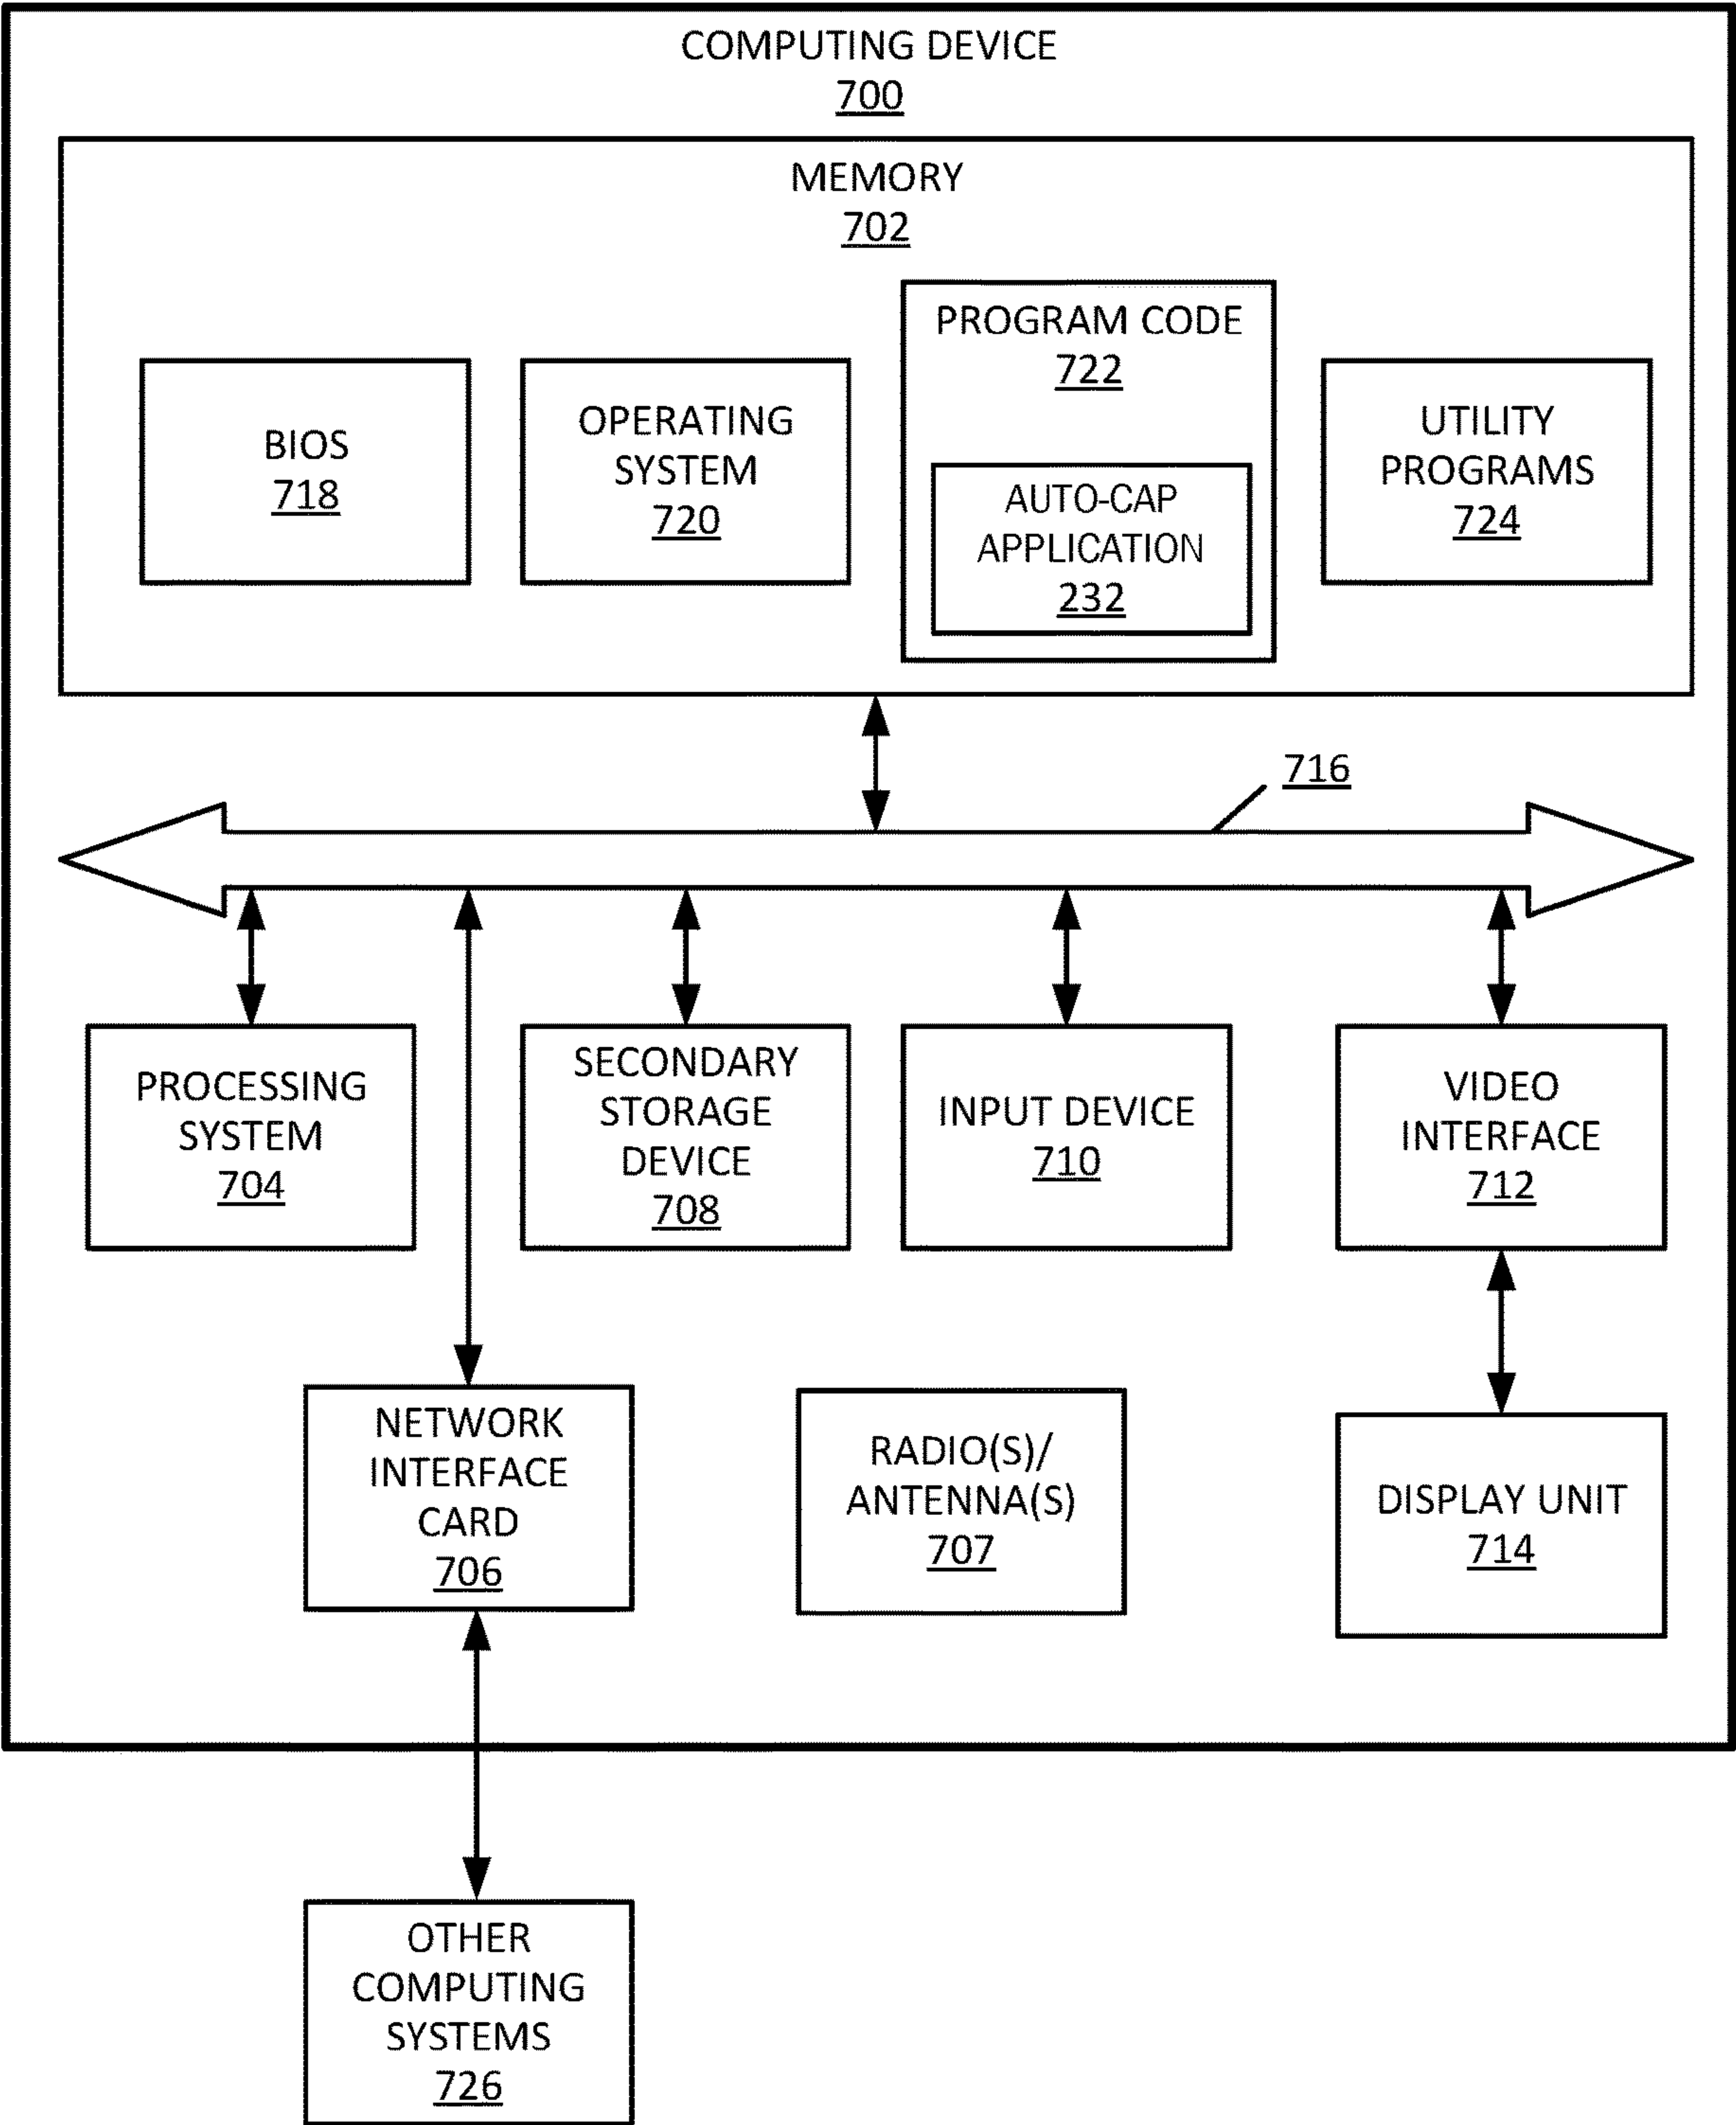 COMPUTING DEVICE
700
MEMORY
702
BIOS
718
OPERATING
SYSTEM
720
PROGRAM CODE
722
AUTO-CAP
APPLICATION
232
UTILITY
PROGRAMS
724
716
PROCESSING
SYSTEM
704
SECONDARY
STORAGE
DEVICE
708
INPUT DEVICE
710
VIDEO
INTERFACE
712
NETWORK
INTERFACE
CARD
706
RADIO(S)/
ANTENNA(S)
707
DISPLAY UNIT
714
OTHER
COMPUTING
SYSTEMS
726